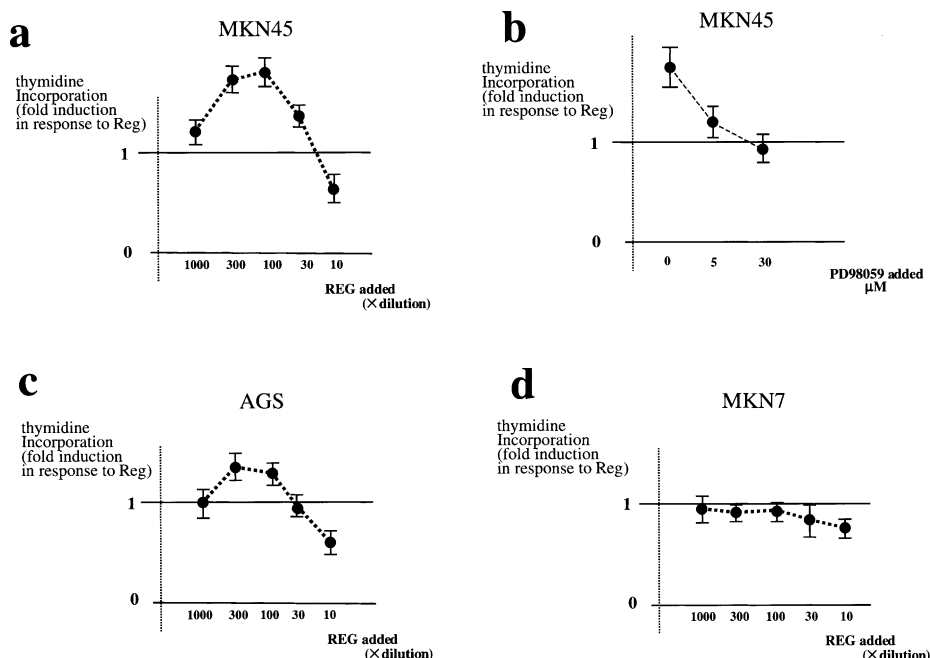 a
MKN45
thymidine
Incorporation
(fold induction
in response to Reg)
1
0
1000 300 100 30 10
REG added
(×dilution)
b
MKN45
thymidine
Incorporation
(fold induction
in response to Reg)
1
0
0 5 30
PD98059 added
μM
c
AGS
thymidine
Incorporation
(fold induction
in response to Reg)
1
0
1000 300 100 30 10
REG added
(×dilution)
d
MKN7
thymidine
Incorporation
(fold induction
in response to Reg)
1
0
1000 300 100 30 10
REG added
(×dilution)